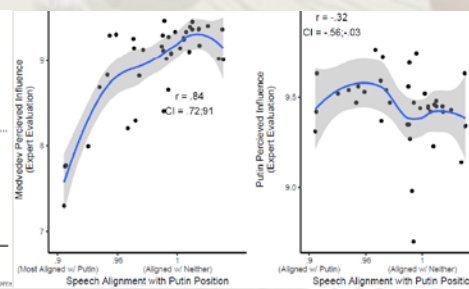 Medvedev Percieved Influence
(Expert Evaluation)
9
8
7
r = .84
CI = .72;91
.9
.95
1
(Most Aligned w/ Putin)
(Aligned w/ Neither)
Speech Alignment with Putin Position
Putin Percieved Influence
(Expert Evaluation)
r = -.32
CI = -.56;-.03
9.5
9.0
.9
.95
1
(Aligned w/ Putin)
(Aligned w/ Neither)
Speech Alignment with Putin Position